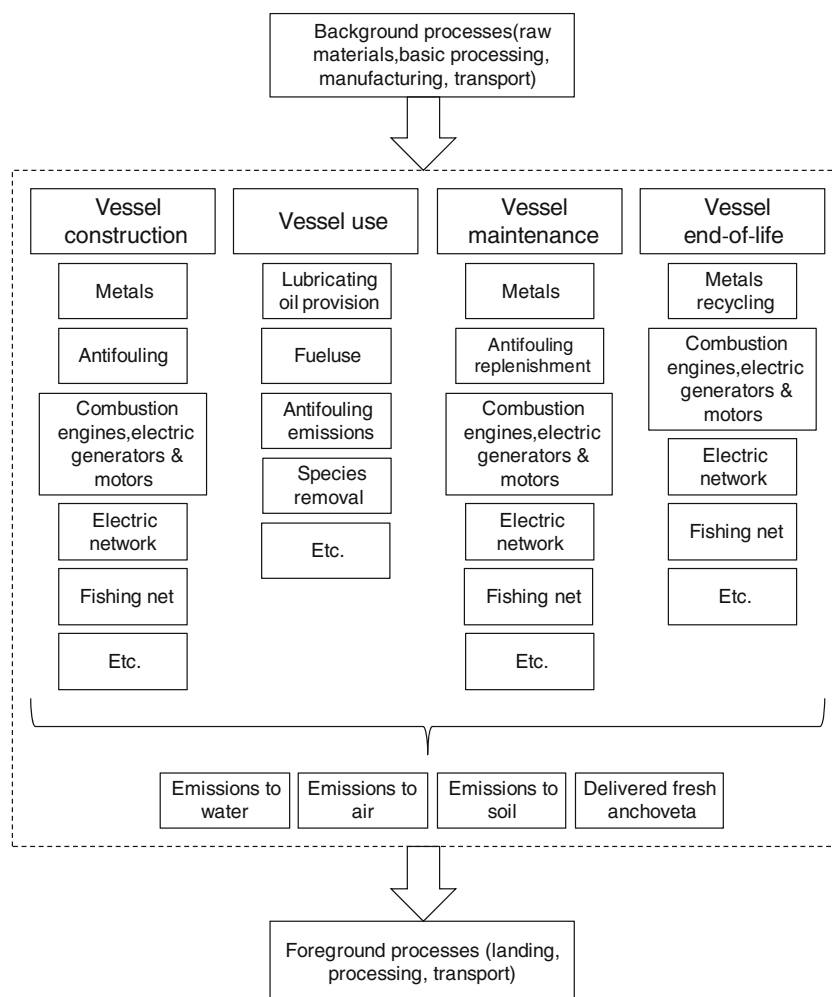 Background processes(raw
materials,basic processing,
manufacturing, transport)
Vessel
construction
Metals
Antifouling
Combustion
engines,electric
generators &
motors
Electric
network
Fishing net
Etc.
Vessel use
Lubricating
oil provision
Fueluse
Antifouling
emissions
Species
removal
Etc.
Vessel
maintenance
Metals
Antifouling
replenishment
Combustion
engines,electric
generators &
motors
Electric
network
Fishing net
Etc.
Vessel
end-of-life
Metals
recycling
Combustion
engines,electric
generators &
motors
Electric
network
Fishing net
Etc.
Emissions to
water
Emissions to
air
Emissions to
soil
Delivered fresh
anchoveta
Foreground processes (landing,
processing, transport)